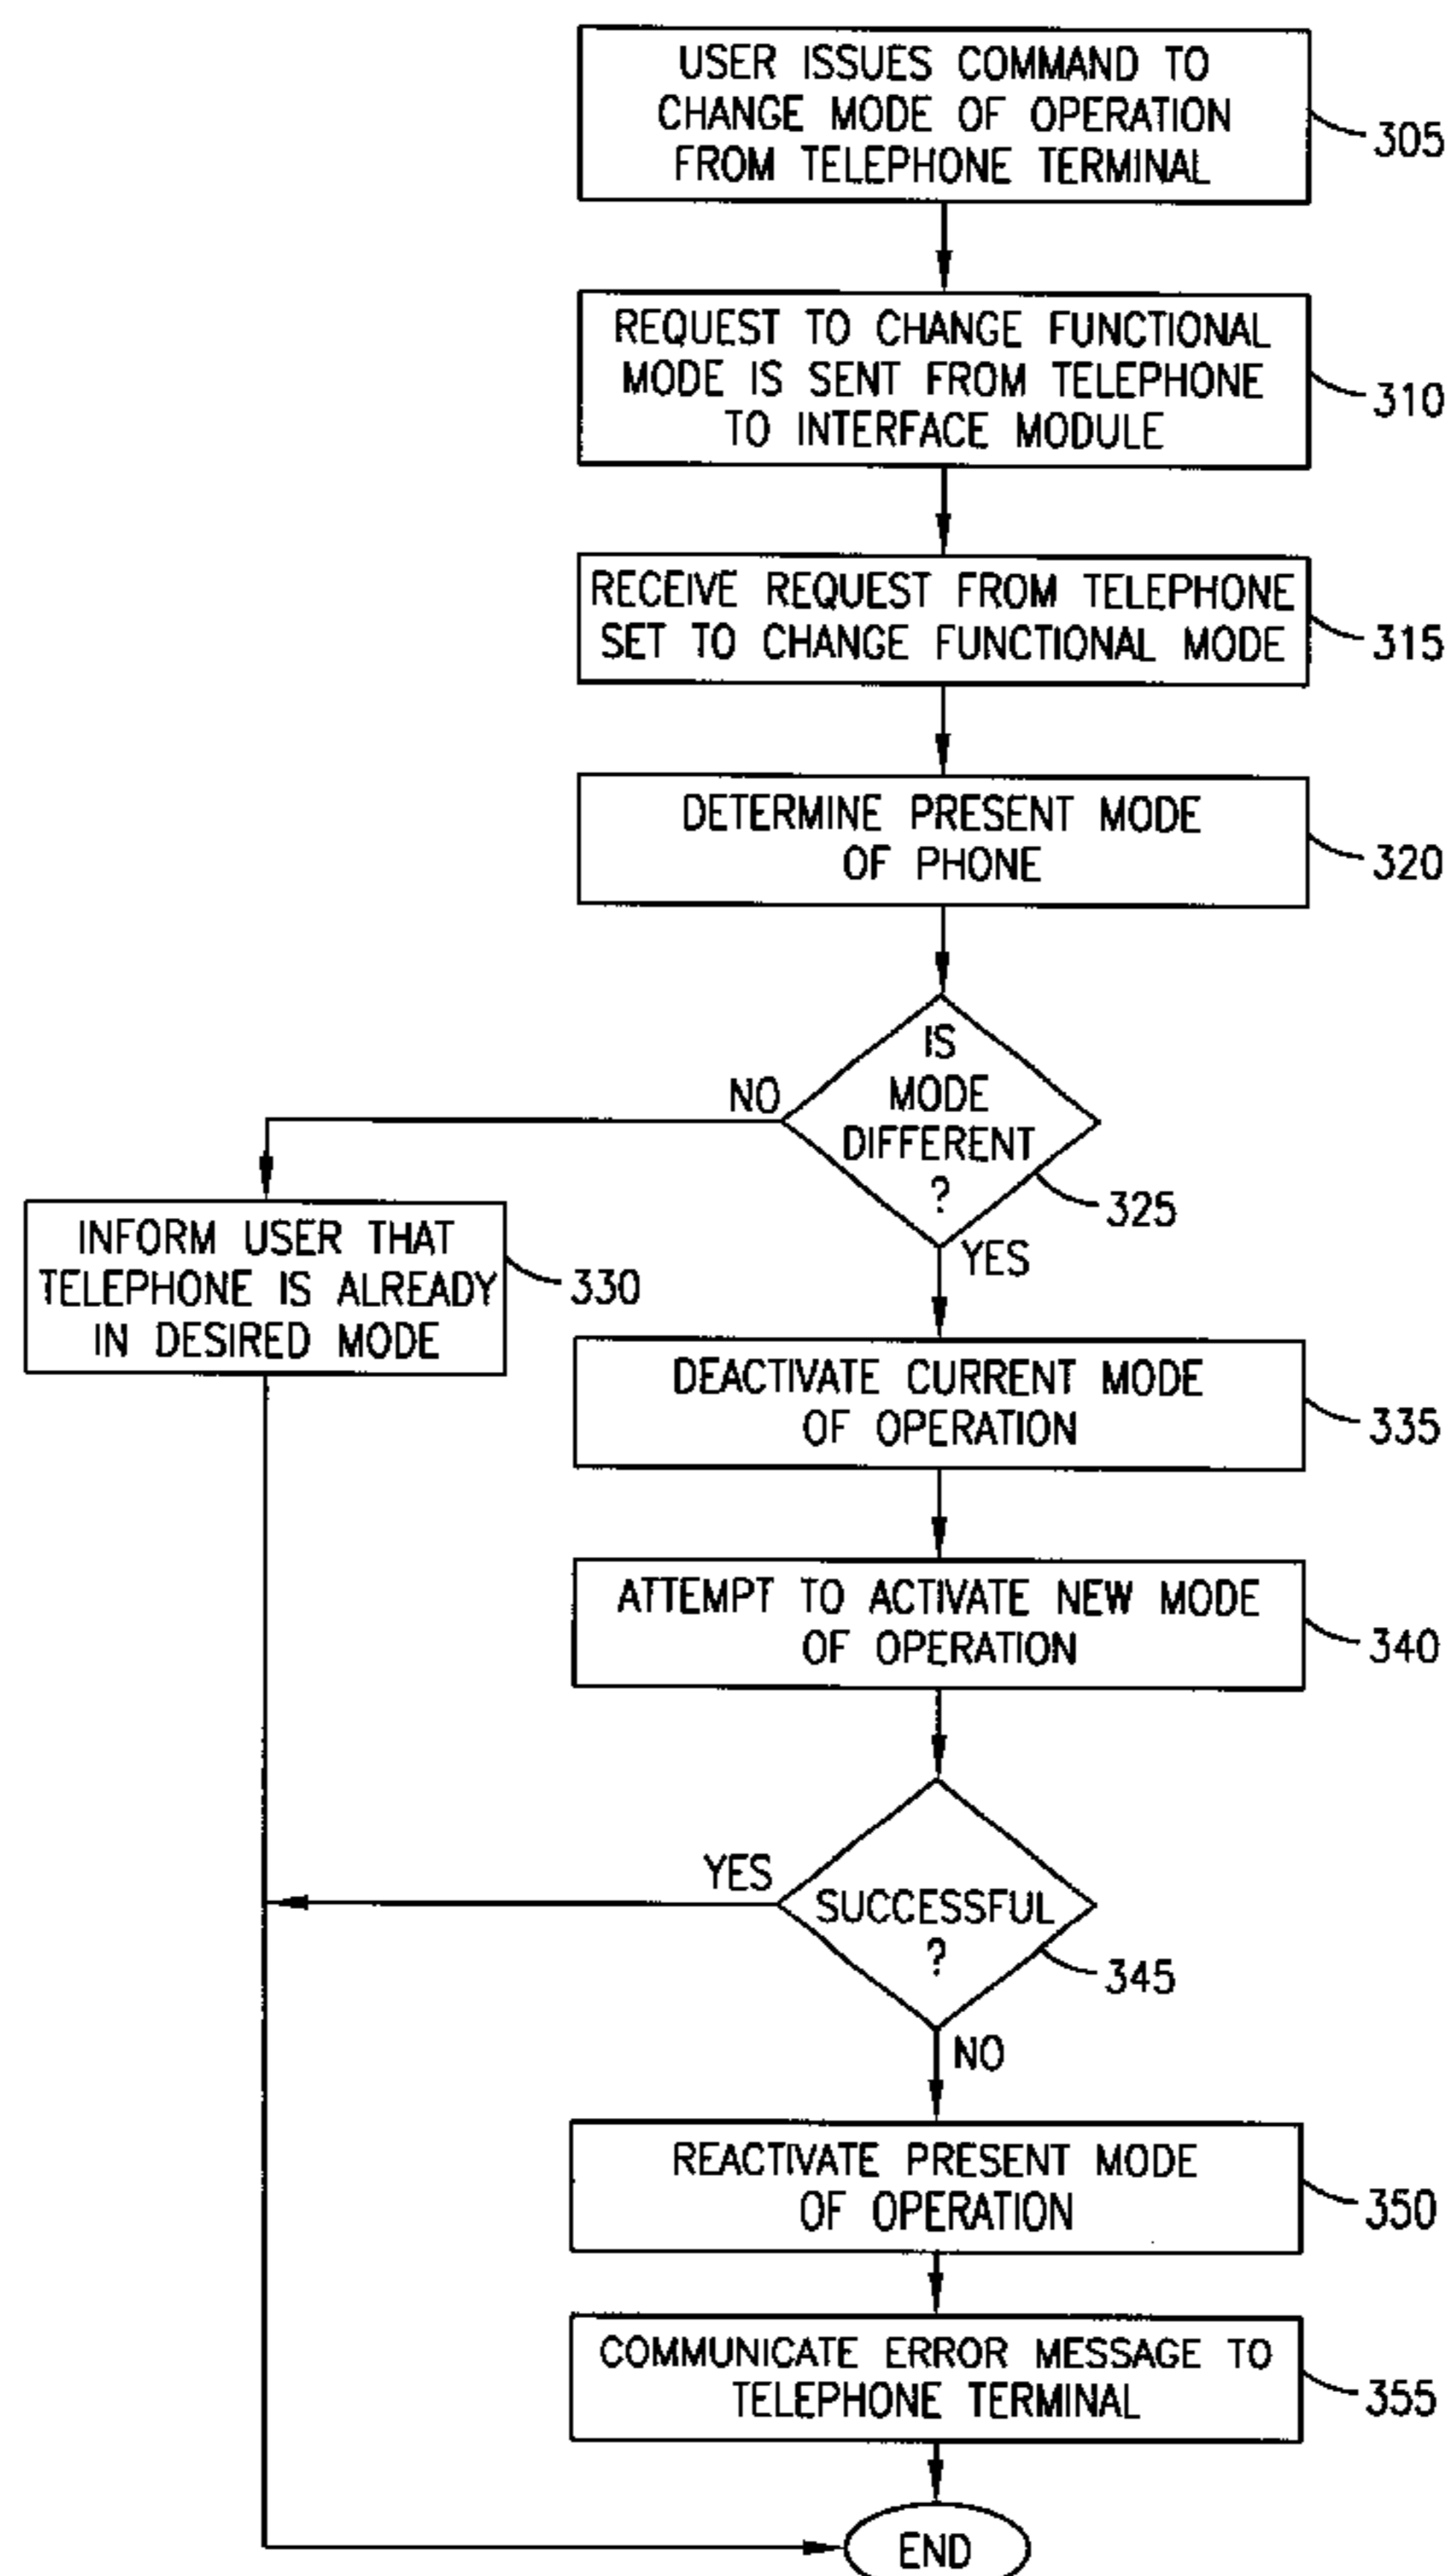 USER ISSUES COMMAND TO
CHANGE MODE OF OPERATION
FROM TELEPHONE TERMINAL
305
REQUEST TO CHANGE FUNCTIONAL
MODE IS SENT FROM TELEPHONE
TO INTERFACE MODULE
310
RECEIVE REQUEST FROM TELEPHONE
SET TO CHANGE FUNCTIONAL MODE
315
DETERMINE PRESENT MODE
OF PHONE
320
IS
MODE
DIFFERENT
?
325
NO
YES
INFORM USER THAT
TELEPHONE IS ALREADY
IN DESIRED MODE
330
DEACTIVATE CURRENT MODE
OF OPERATION
335
ATTEMPT TO ACTIVATE NEW MODE
OF OPERATION
340
YES
SUCCESSFUL
?
345
NO
REACTIVATE PRESENT MODE
OF OPERATION
350
COMMUNICATE ERROR MESSAGE TO
TELEPHONE TERMINAL
355
END